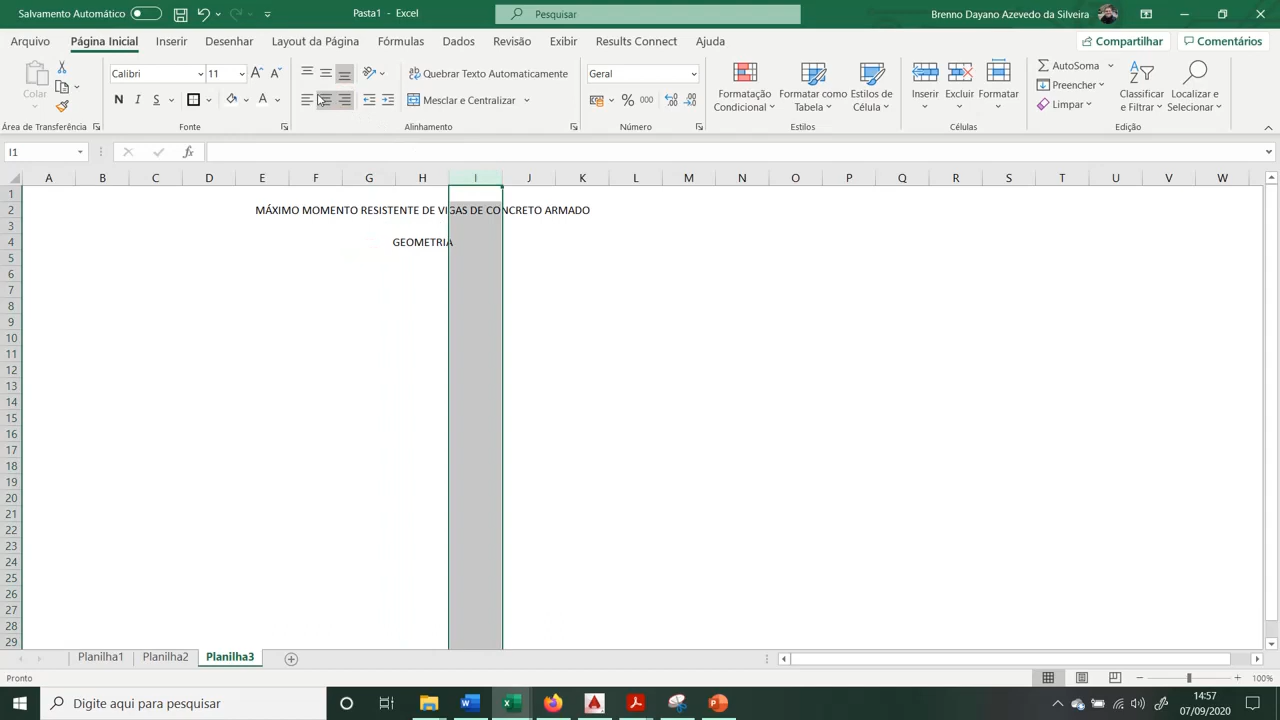 Salvamento Automático Pasta1 - Excel Pesquisar Brenno Dayano Azevedo da Silveira
Arquivo Página Inicial Inserir Desenhar Layout da Página Fórmulas Dados Revisão Exibir Results Connect Ajuda Compartilhar Comentários
Colar Calibri 11 Quebrar Texto Automaticamente Geral Formatação Condicional Formatar como Tabela Estilos de Célula Inserir Excluir Formatar AutoSoma Classificar e Filtrar Localizar e Selecionar
N I S Mesclar e Centralizar % 000 Preencher
Limpar
Área de Transferência Fonte Alinhamento Número Estilos Células Edição
I1 fx
A B C D E F G H I J K L M N O P Q R S T U V W
1
2 MÁXIMO MOMENTO RESISTENTE DE VIGAS DE CONCRETO ARMADO
3
4 GEOMETRIA
5
6
7
8
9
10
11
12
13
14
15
16
17
18
19
20
21
22
23
24
25
26
27
28
29
Planilha1 Planilha2 Planilha3
Pronto 100%
Digite aqui para pesquisar 14:57
07/09/2020